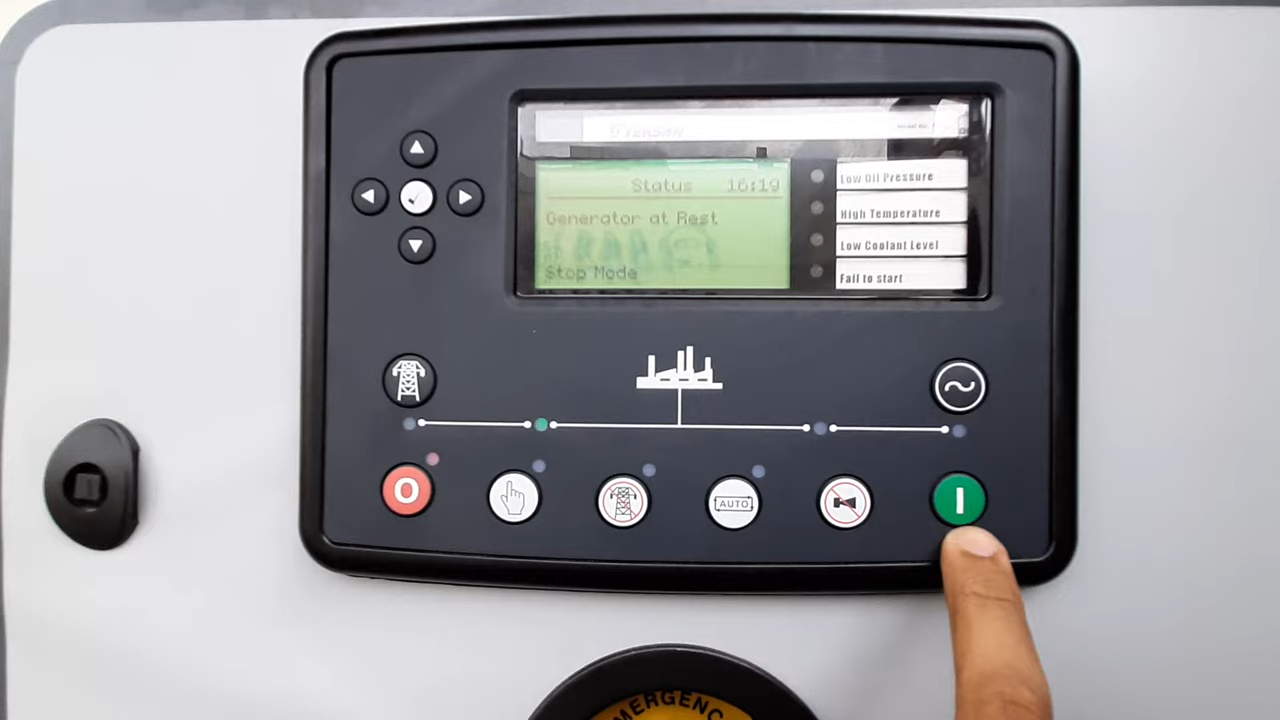 Status 16:19
Generator at Rest
Stop Mode
Low Oil Pressure
High Temperature
Low Coolant Level
Fail to start
O
AUTO
I
EMERGENC